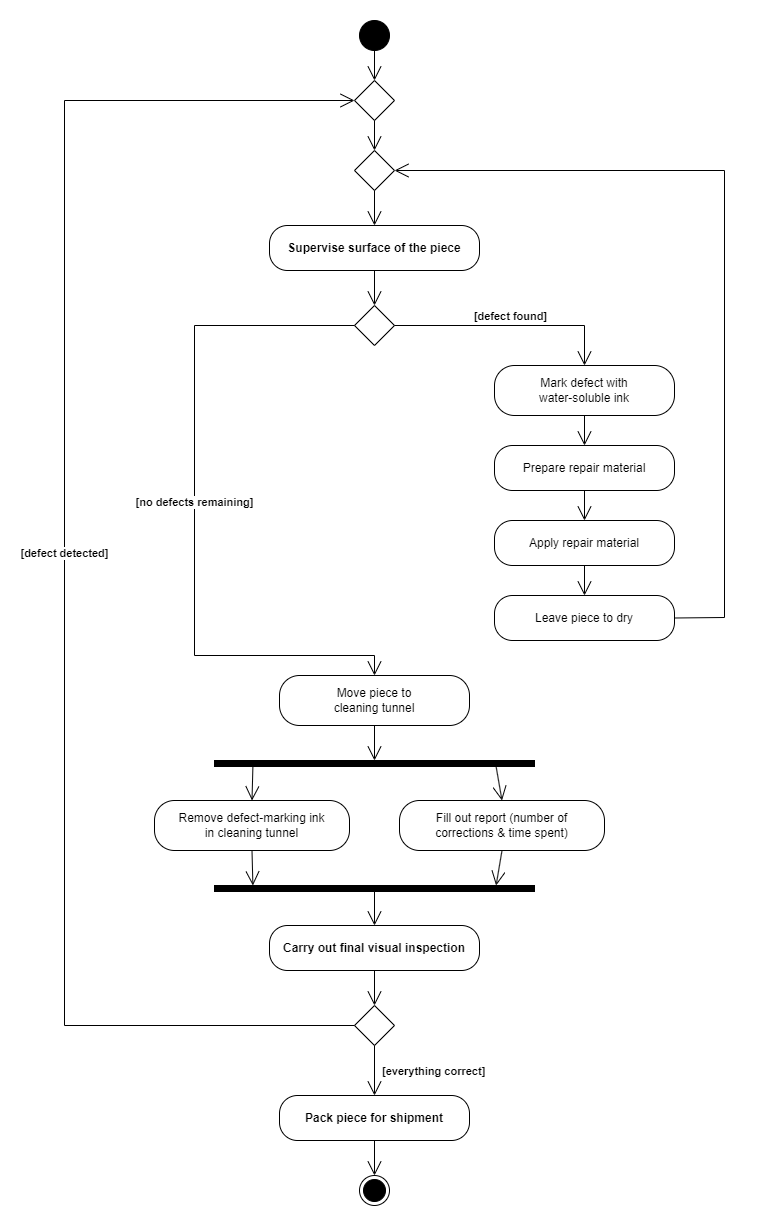 Supervise surface of the piece
[defect found]
Mark defect with
water-soluble ink
Prepare repair material
[no defects remaining]
Apply repair material
[defect detected]
Leave piece to dry
Move piece to
cleaning tunnel
Remove defect-marking ink
in cleaning tunnel
Fill out report (number of
corrections & time spent)
Carry out final visual inspection
[everything correct]
Pack piece for shipment